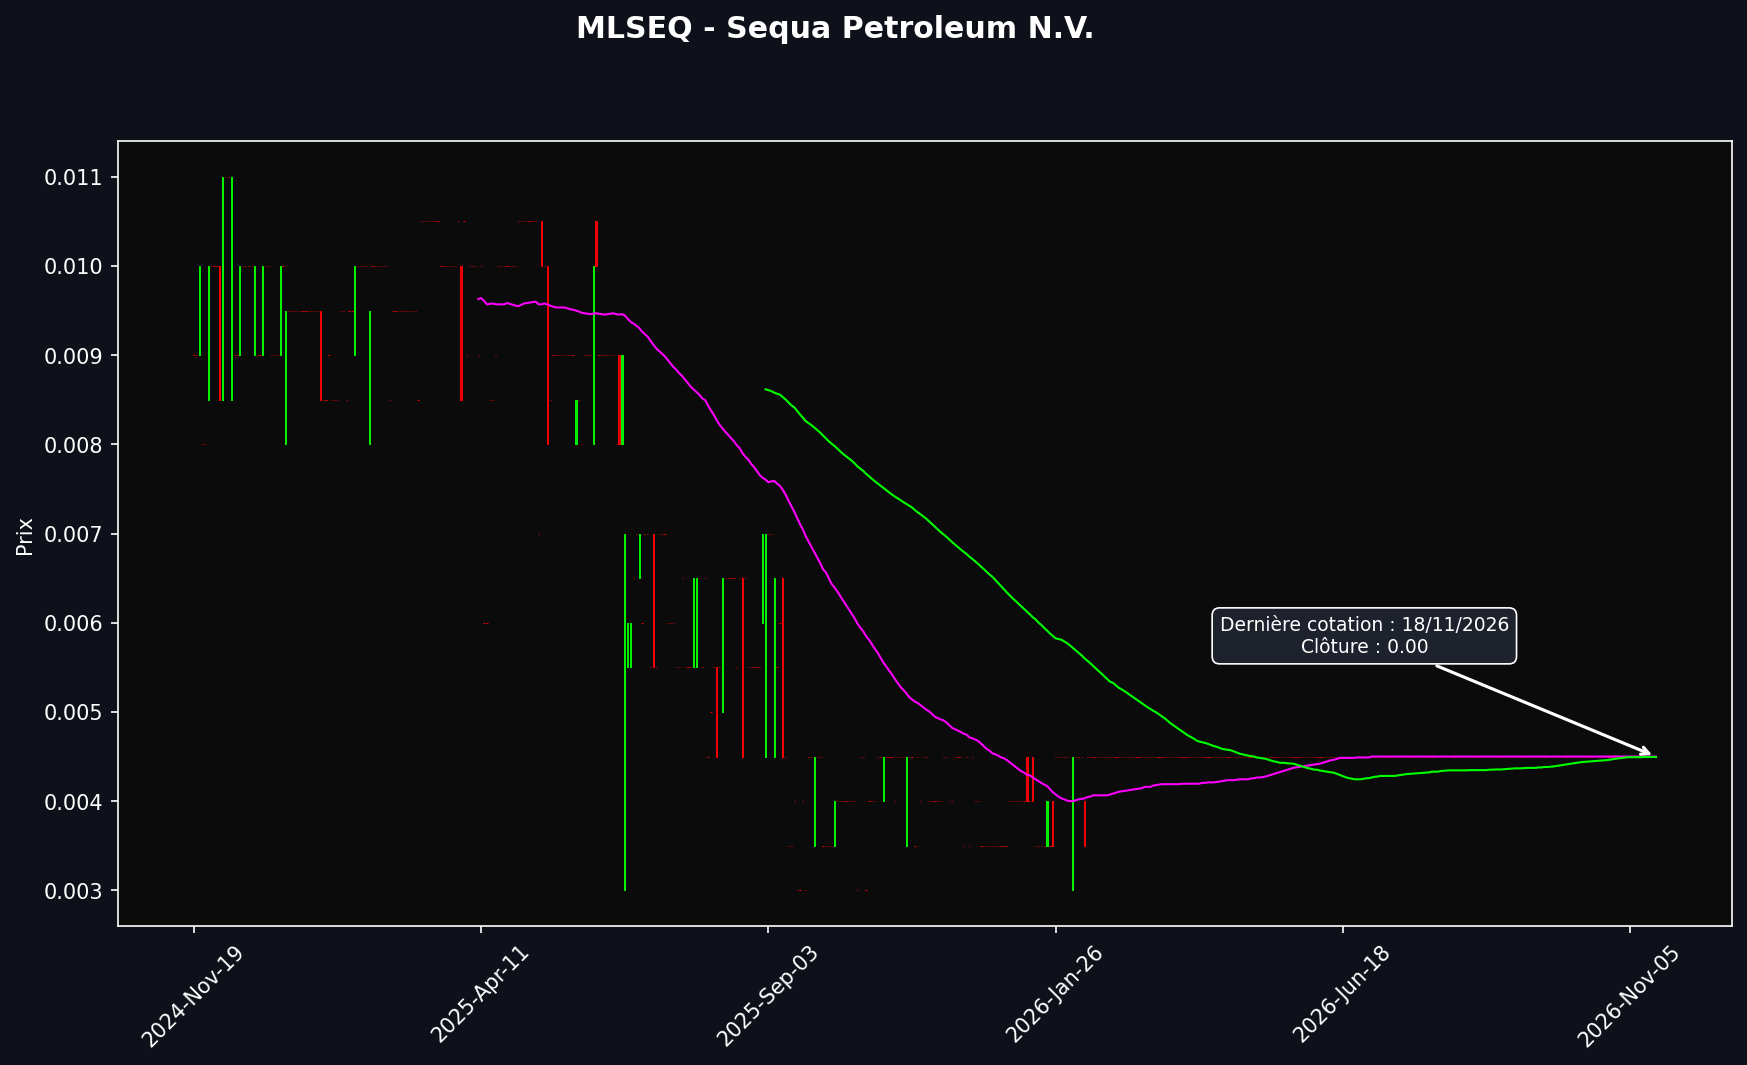 MLSEQ - Sequa Petroleum N.V.
Prix
0.011
0.010
0.009
0.008
0.007
0.006
0.005
0.004
0.003
Dernière cotation : 18/11/2026
Clôture : 0.00
2024-Nov-19
2025-Apr-11
2025-Sep-03
2026-Jan-26
2026-Jun-18
2026-Nov-05